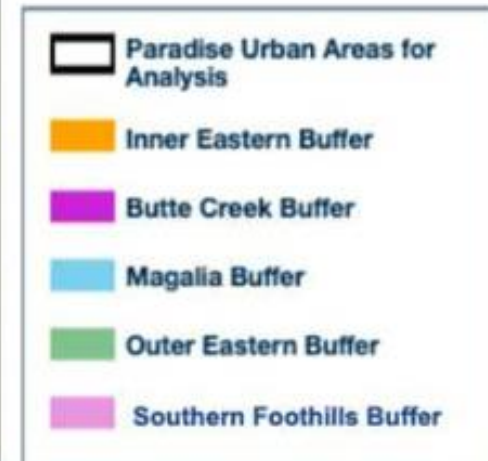 Paradise Urban Areas for
Analysis
Inner Eastern Buffer
Butte Creek Buffer
Magalia Buffer
Outer Eastern Buffer
Southern Foothills Buffer